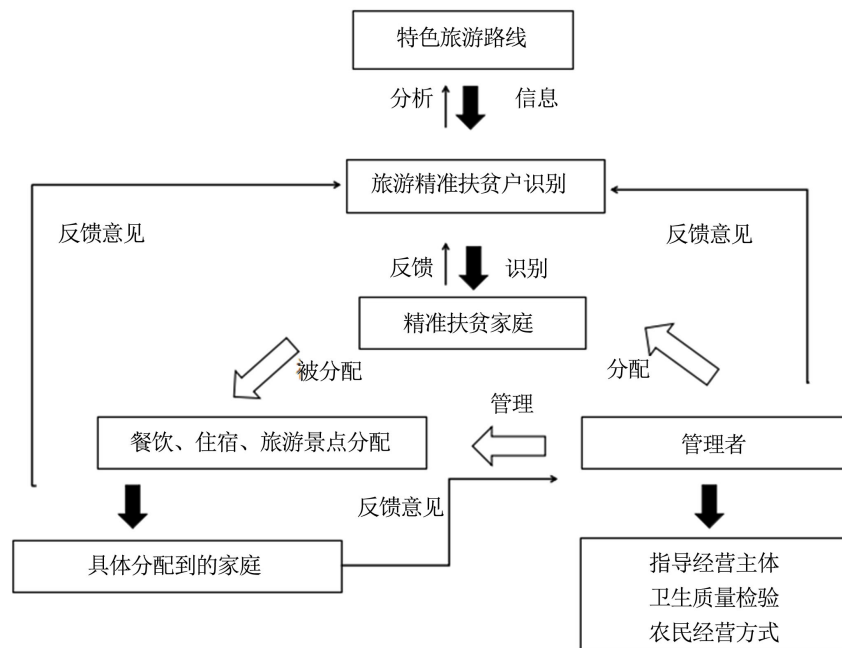 特色旅游路线
分析
信息
旅游精准扶贫户识别
反馈意见
反馈意见
反馈
识别
精准扶贫家庭
被分配
分配
管理
餐饮、住宿、旅游景点分配
管理者
反馈意见
具体分配到的家庭
指导经营主体
卫生质量检验
农民经营方式